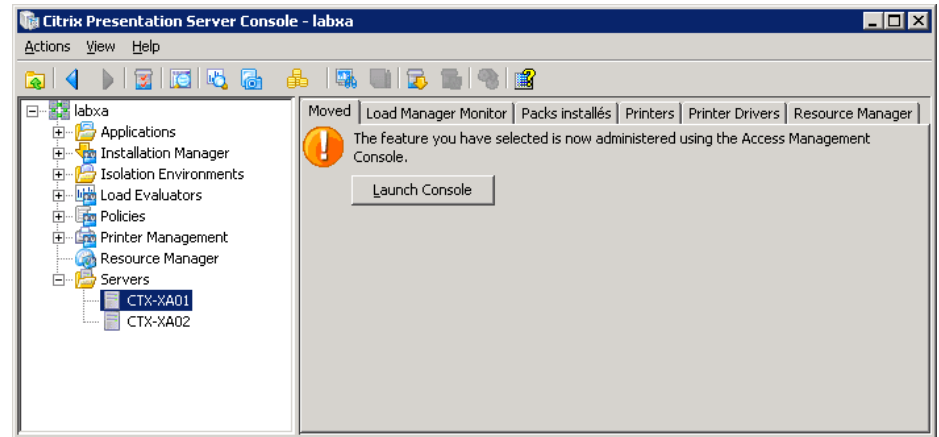 Citrix Presentation Server Console - labxa
Actions View Help
labxa
Applications
Installation Manager
Isolation Environments
Load Evaluators
Policies
Printer Management
Resource Manager
Servers
CTX-XA01
CTX-XA02
Moved Load Manager Monitor Packs installés Printers Printer Drivers Resource Manager
The feature you have selected is now administered using the Access Management
Console.
Launch Console